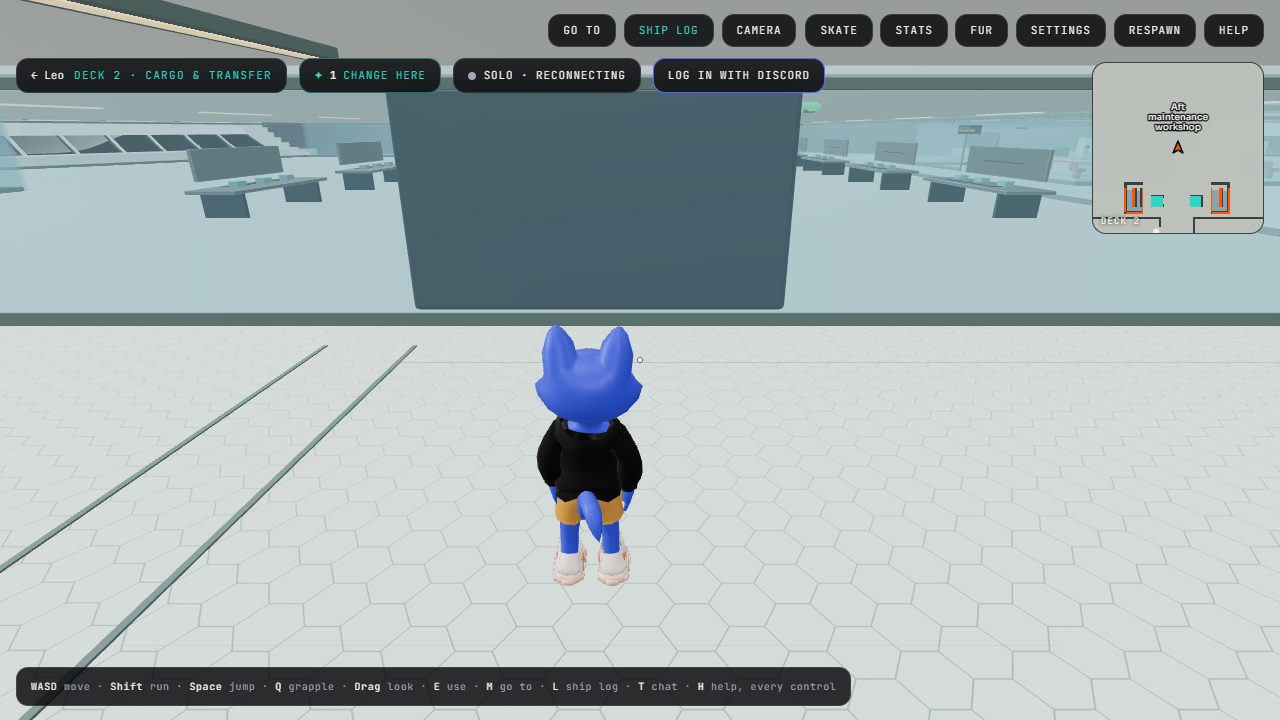 GO TO
SHIP LOG
CAMERA
SKATE
STATS
FUR
SETTINGS
RESPAWN
HELP
← Leo DECK 2 · CARGO & TRANSFER
✦ 1 CHANGE HERE
SOLO · RECONNECTING
LOG IN WITH DISCORD
Aft
maintenance
workshop
DECK 2
WASD move · Shift run · Space jump · Q grapple · Drag look · E use · M go to · L ship log · T chat · H help, every control